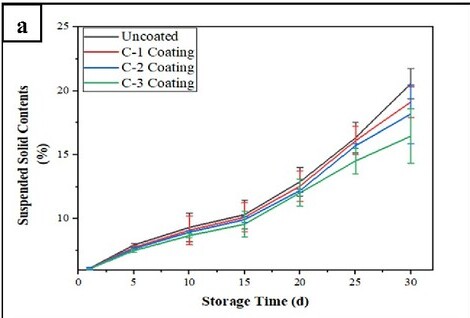 a
Uncoated
C-1 Coating
C-2 Coating
C-3 Coating
Suspended Solid Contents
(%)
25
20
15
10
0
5
10
15
20
25
30
Storage Time (d)